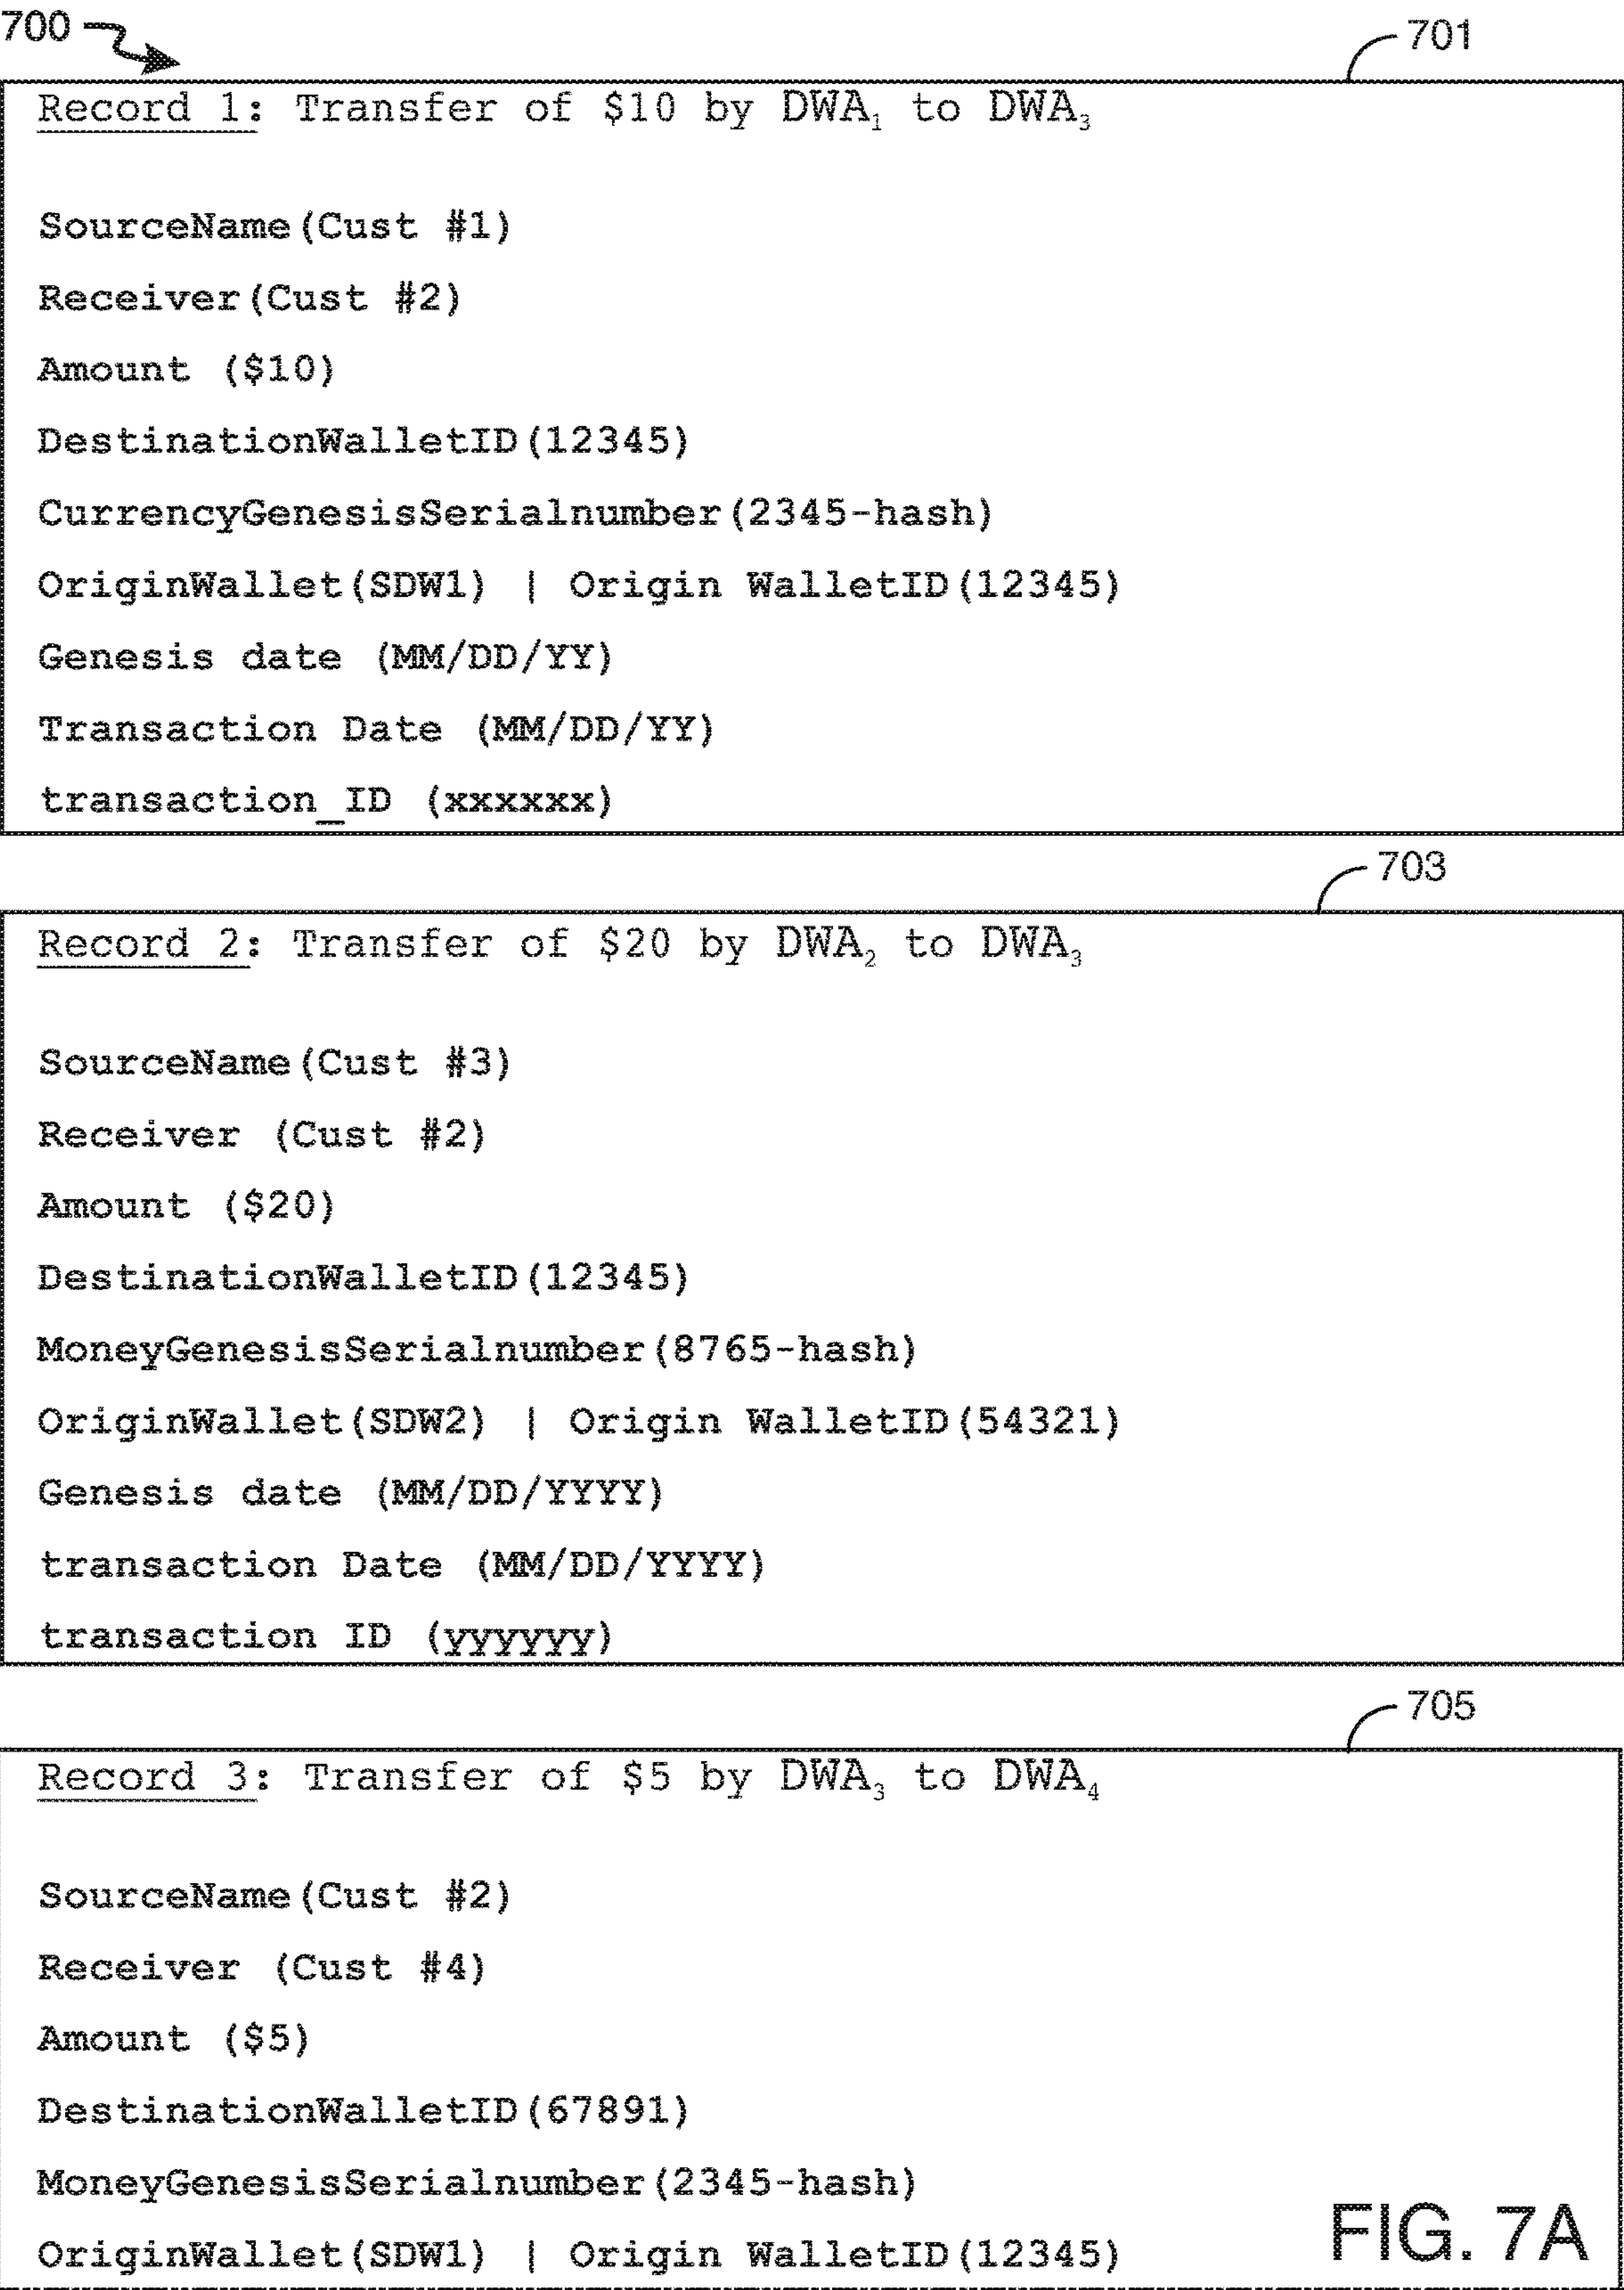 700
701
Record 1: Transfer of $10 by DWA₁ to DWA₃
SourceName(Cust #1)
Receiver(Cust #2)
Amount ($10)
DestinationWalletID(12345)
CurrencyGenesisSerialnumber(2345-hash)
OriginWallet(SDW1) | Origin WalletID(12345)
Genesis date (MM/DD/YY)
Transaction Date (MM/DD/YY)
transaction_ID (xxxxxx)
703
Record 2: Transfer of $20 by DWA₂ to DWA₃
SourceName(Cust #3)
Receiver (Cust #2)
Amount ($20)
DestinationWalletID(12345)
MoneyGenesisSerialnumber(8765-hash)
OriginWallet(SDW2) | Origin WalletID(54321)
Genesis date (MM/DD/YYYY)
transaction Date (MM/DD/YYYY)
transaction ID (yyyyyy)
705
Record 3: Transfer of $5 by DWA₃ to DWA₄
SourceName(Cust #2)
Receiver (Cust #4)
Amount ($5)
DestinationWalletID(67891)
MoneyGenesisSerialnumber(2345-hash)
OriginWallet(SDW1) | Origin WalletID(12345)
FIG. 7A